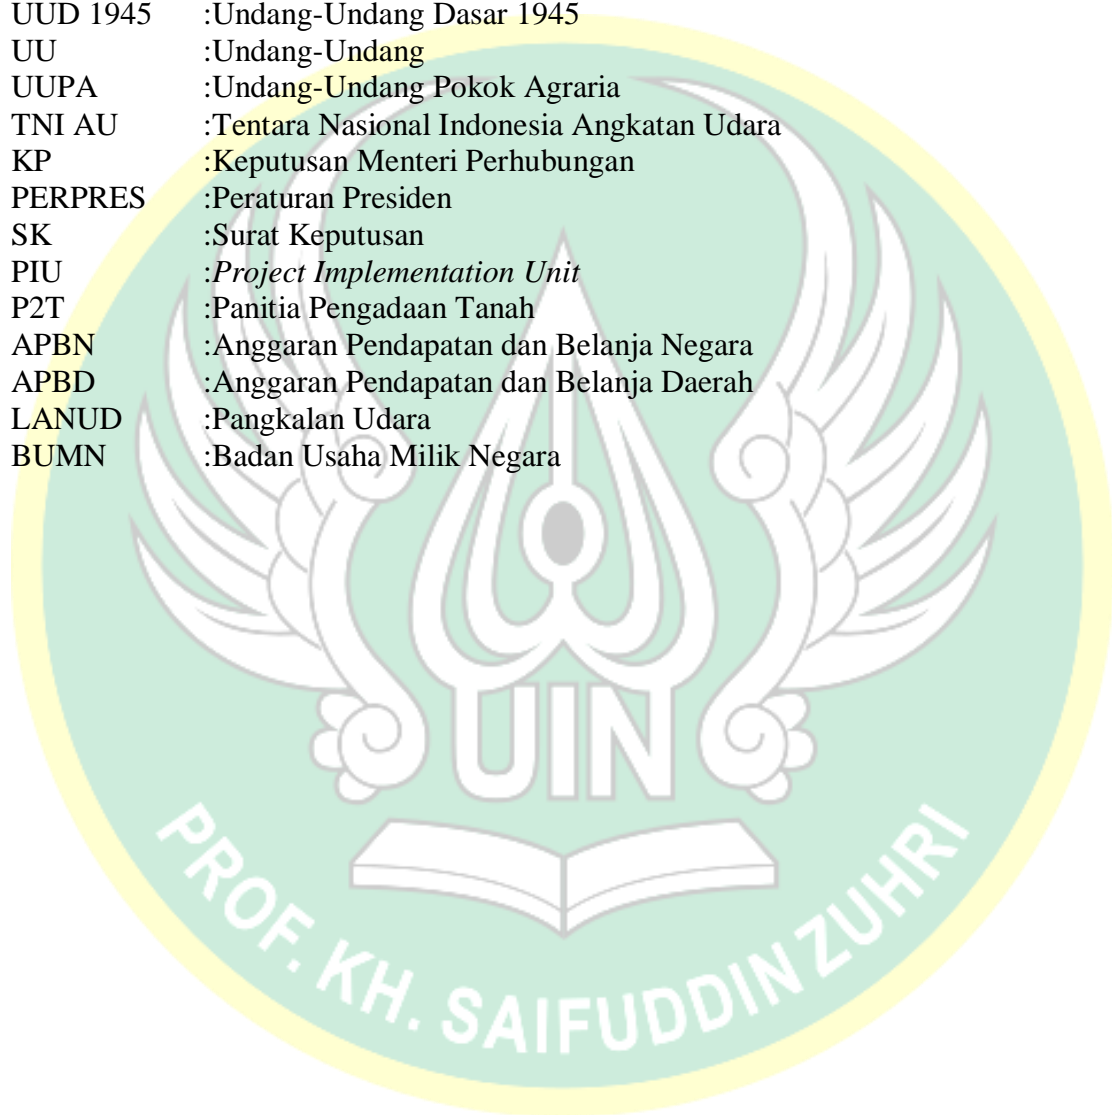 UUD 1945 :Undang-Undang Dasar 1945
UU :Undang-Undang
UUPA :Undang-Undang Pokok Agraria
TNI AU :Tentara Nasional Indonesia Angkatan Udara
KP :Keputusan Menteri Perhubungan
PERPRES :Peraturan Presiden
SK :Surat Keputusan
PIU :Project Implementation Unit
P2T :Panitia Pengadaan Tanah
APBN :Anggaran Pendapatan dan Belanja Negara
APBD :Anggaran Pendapatan dan Belanja Daerah
LANUD :Pangkalan Udara
BUMN :Badan Usaha Milik Negara
UIN
PROF. KH. SAIFUDDIN ZUHRI